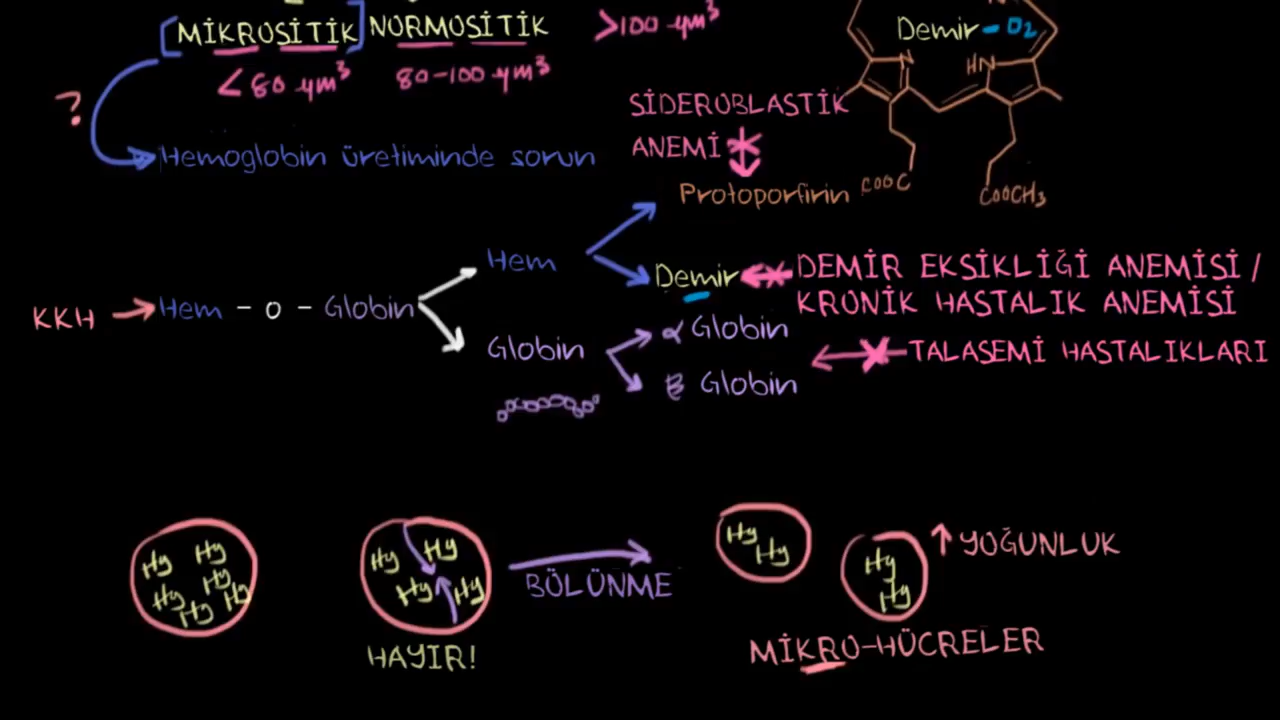 [MİKROSİTİK] NORMOSİTİK >100 µm³
<80 µm³ 80-100 µm³
Demir-O2
N HN
?
SİDEROBLASTİK
ANEMİ
Hemoglobin üretiminde sorun
Protoporfirin
COOC COOCH3
Hem
Demir
DEMİR EKSİKLİĞİ ANEMİSİ /
KRONİK HASTALIK ANEMİSİ
KKH Hem - o - Globin
Globin
α Globin
β Globin
TALASEMİ HASTALIKLARI
Hg Hg Hg Hg Hg Hg
Hg Hg Hg Hg
HAYIR!
BÖLÜNME
Hg Hg
Hg Hg
↑YOĞUNLUK
MİKRO-HÜCRELER